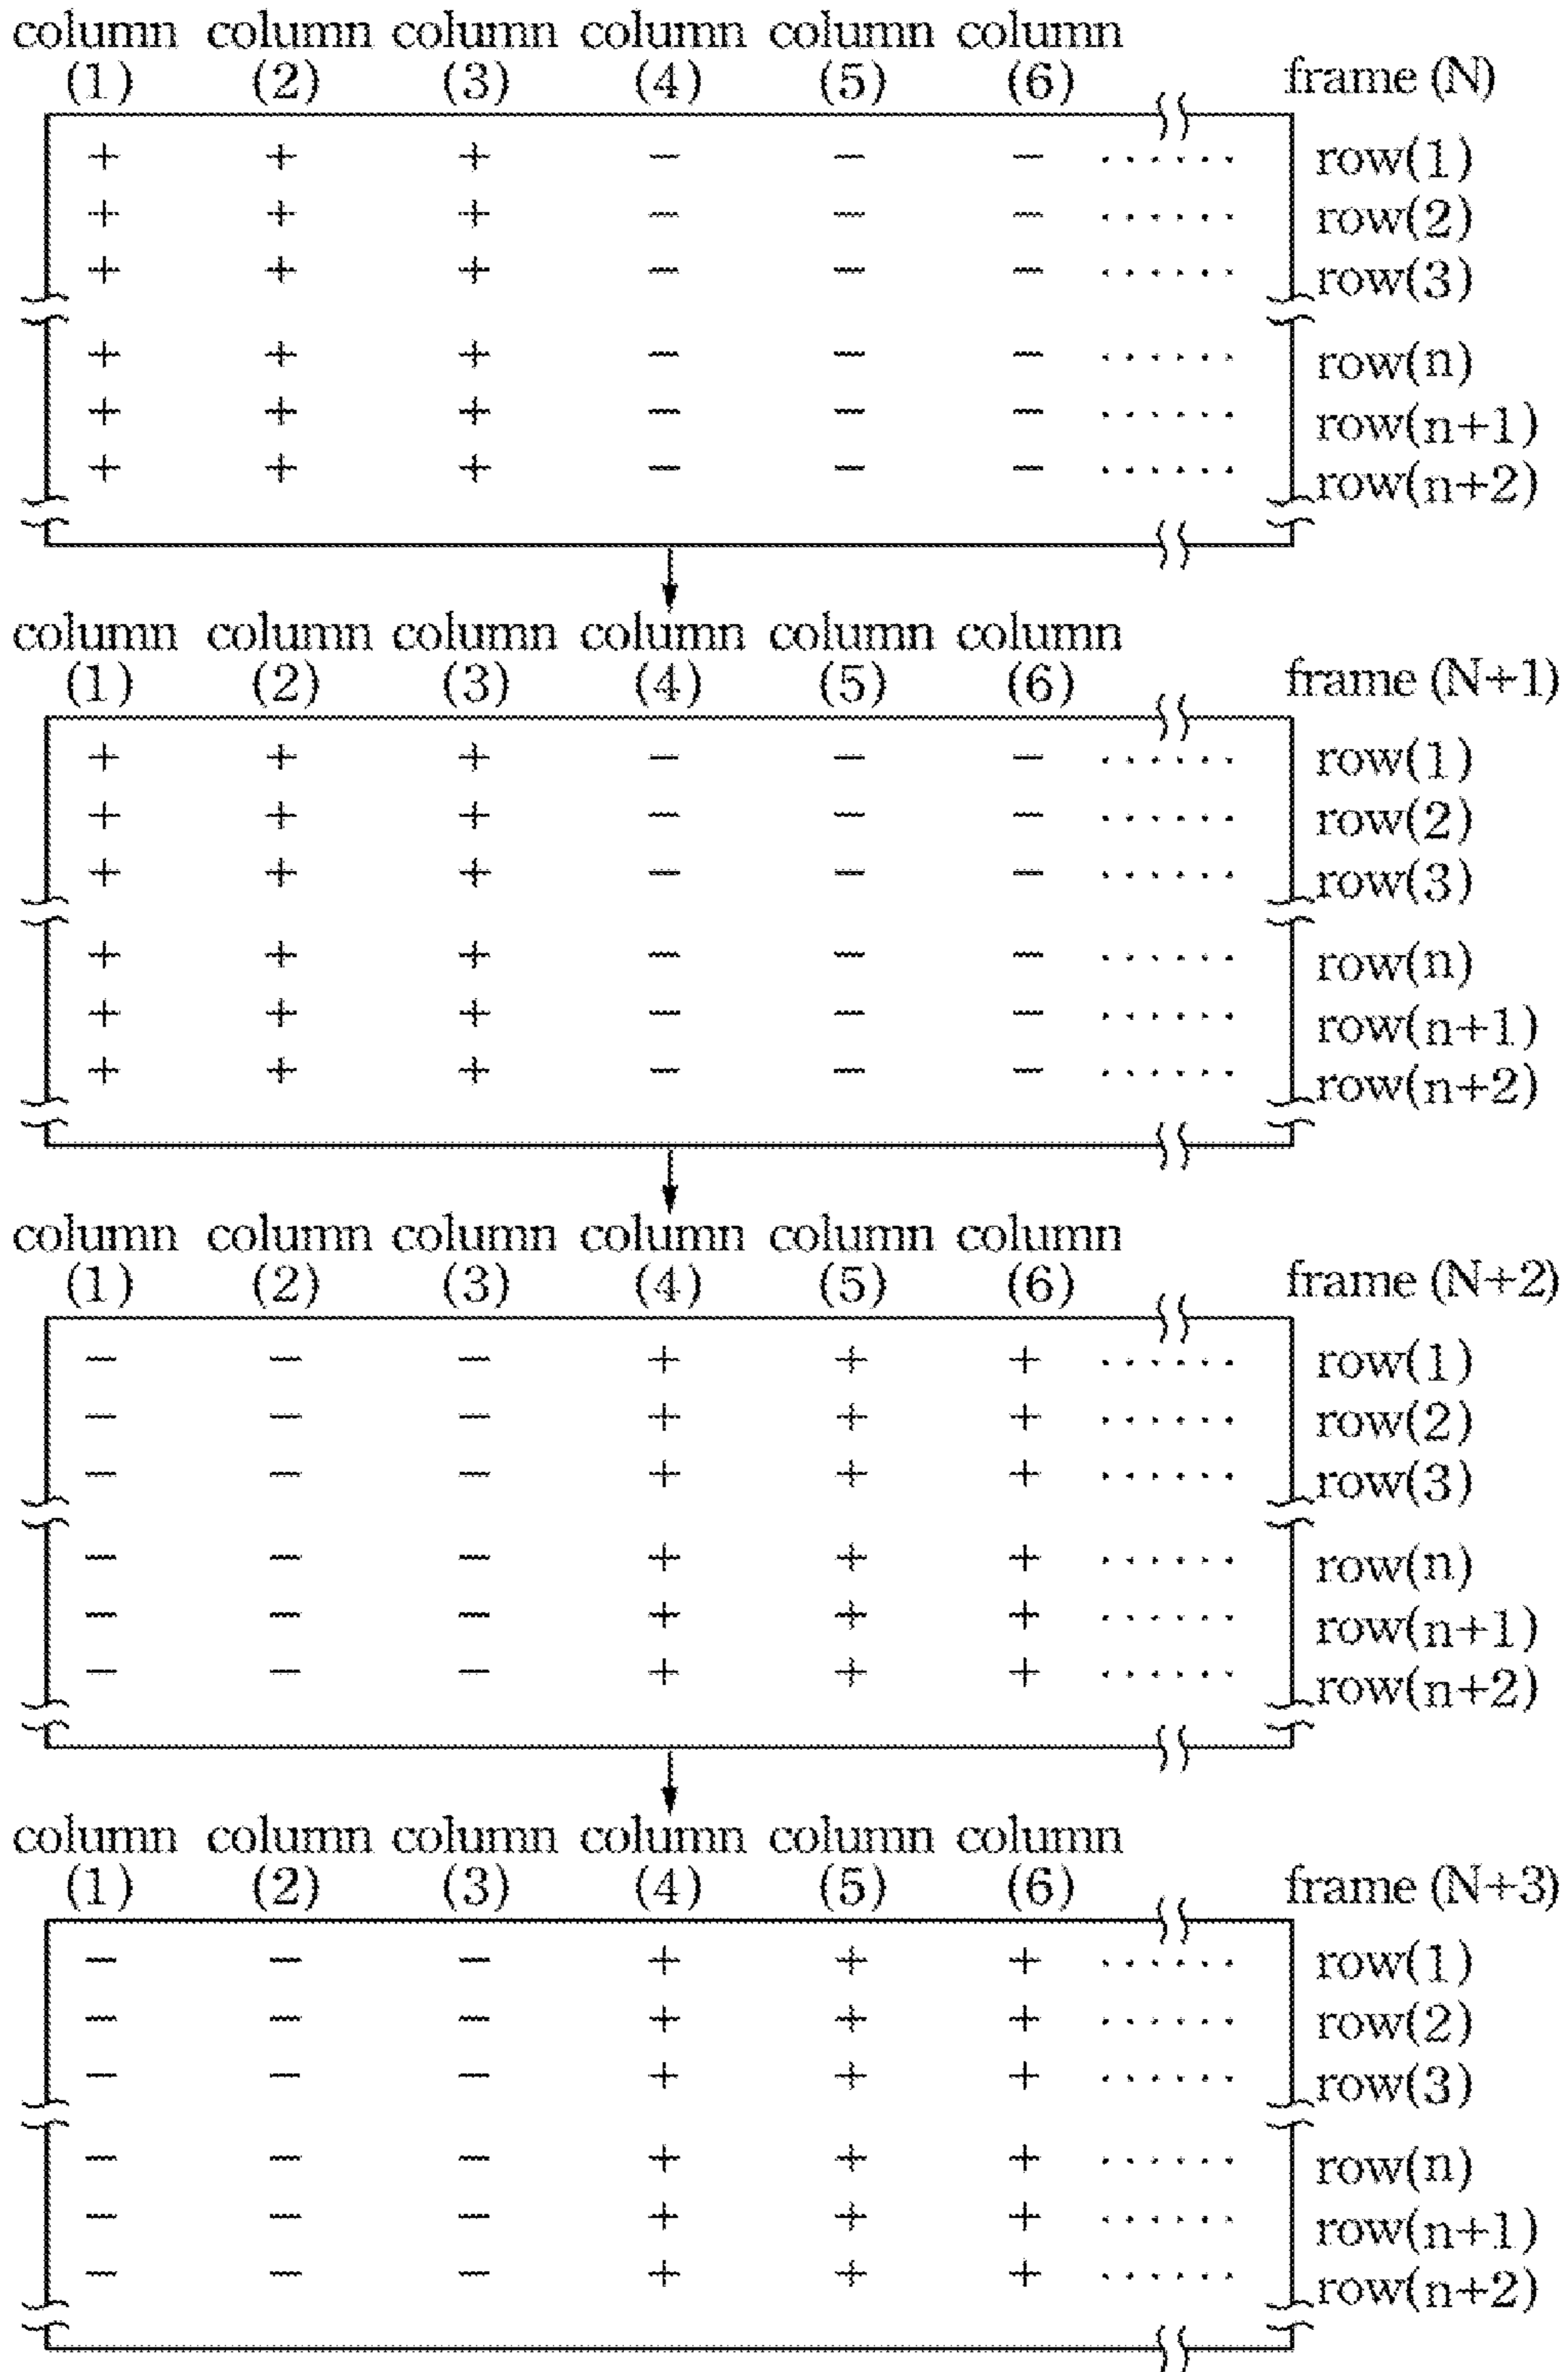 column column column column column column
(1) (2) (3) (4) (5) (6) frame (N)
+ + + − − − ...... row(1)
+ + + − − − ...... row(2)
+ + + − − − ...... row(3)
+ + + − − − ...... row(n)
+ + + − − − ...... row(n+1)
+ + + − − − ...... row(n+2)
column column column column column column
(1) (2) (3) (4) (5) (6) frame (N+1)
+ + + − − − ...... row(1)
+ + + − − − ...... row(2)
+ + + − − − ...... row(3)
+ + + − − − ...... row(n)
+ + + − − − ...... row(n+1)
+ + + − − − ...... row(n+2)
column column column column column column
(1) (2) (3) (4) (5) (6) frame (N+2)
− − − + + + ...... row(1)
− − − + + + ...... row(2)
− − − + + + ...... row(3)
− − − + + + ...... row(n)
− − − + + + ...... row(n+1)
− − − + + + ...... row(n+2)
column column column column column column
(1) (2) (3) (4) (5) (6) frame (N+3)
− − − + + + ...... row(1)
− − − + + + ...... row(2)
− − − + + + ...... row(3)
− − − + + + ...... row(n)
− − − + + + ...... row(n+1)
− − − + + + ...... row(n+2)